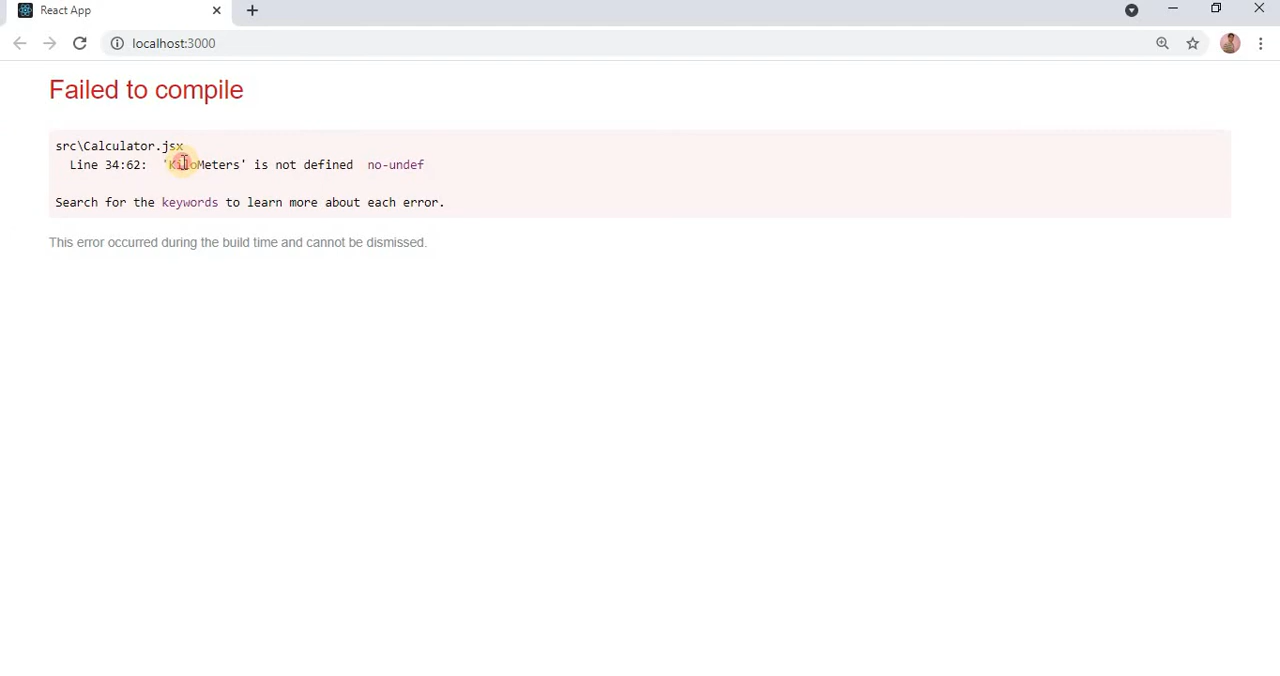 React App
localhost:3000
Failed to compile
src\Calculator.jsx
Line 34:62: 'KiloMeters' is not defined no-undef
Search for the keywords to learn more about each error.
This error occurred during the build time and cannot be dismissed.